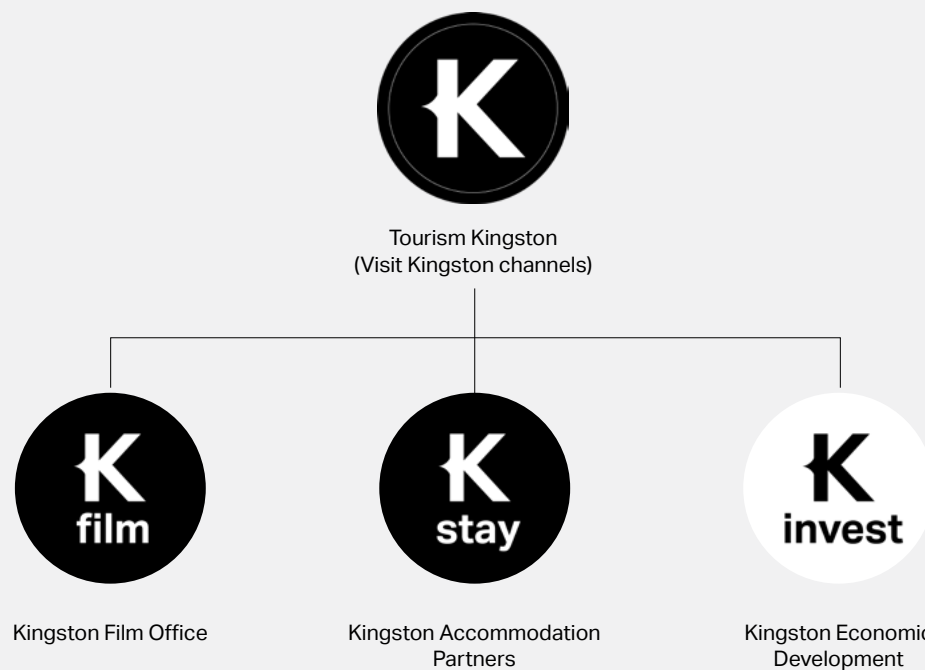 K
Tourism Kingston
(Visit Kingston channels)
K
film
K
stay
K
invest
Kingston Film Office
Kingston Accommodation
Partners
Kingston Economic
Development